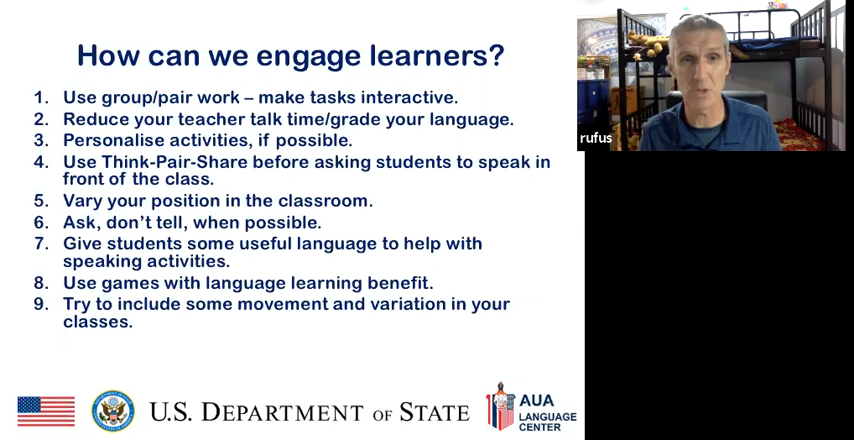 How can we engage learners?
1. Use group/pair work – make tasks interactive.
2. Reduce your teacher talk time/grade your language.
3. Personalise activities, if possible.
4. Use Think-Pair-Share before asking students to speak in
front of the class.
5. Vary your position in the classroom.
6. Ask, don’t tell, when possible.
7. Give students some useful language to help with
speaking activities.
8. Use games with language learning benefit.
9. Try to include some movement and variation in your
classes.
U.S. DEPARTMENT OF STATE
AUA
LANGUAGE
CENTER
rufus